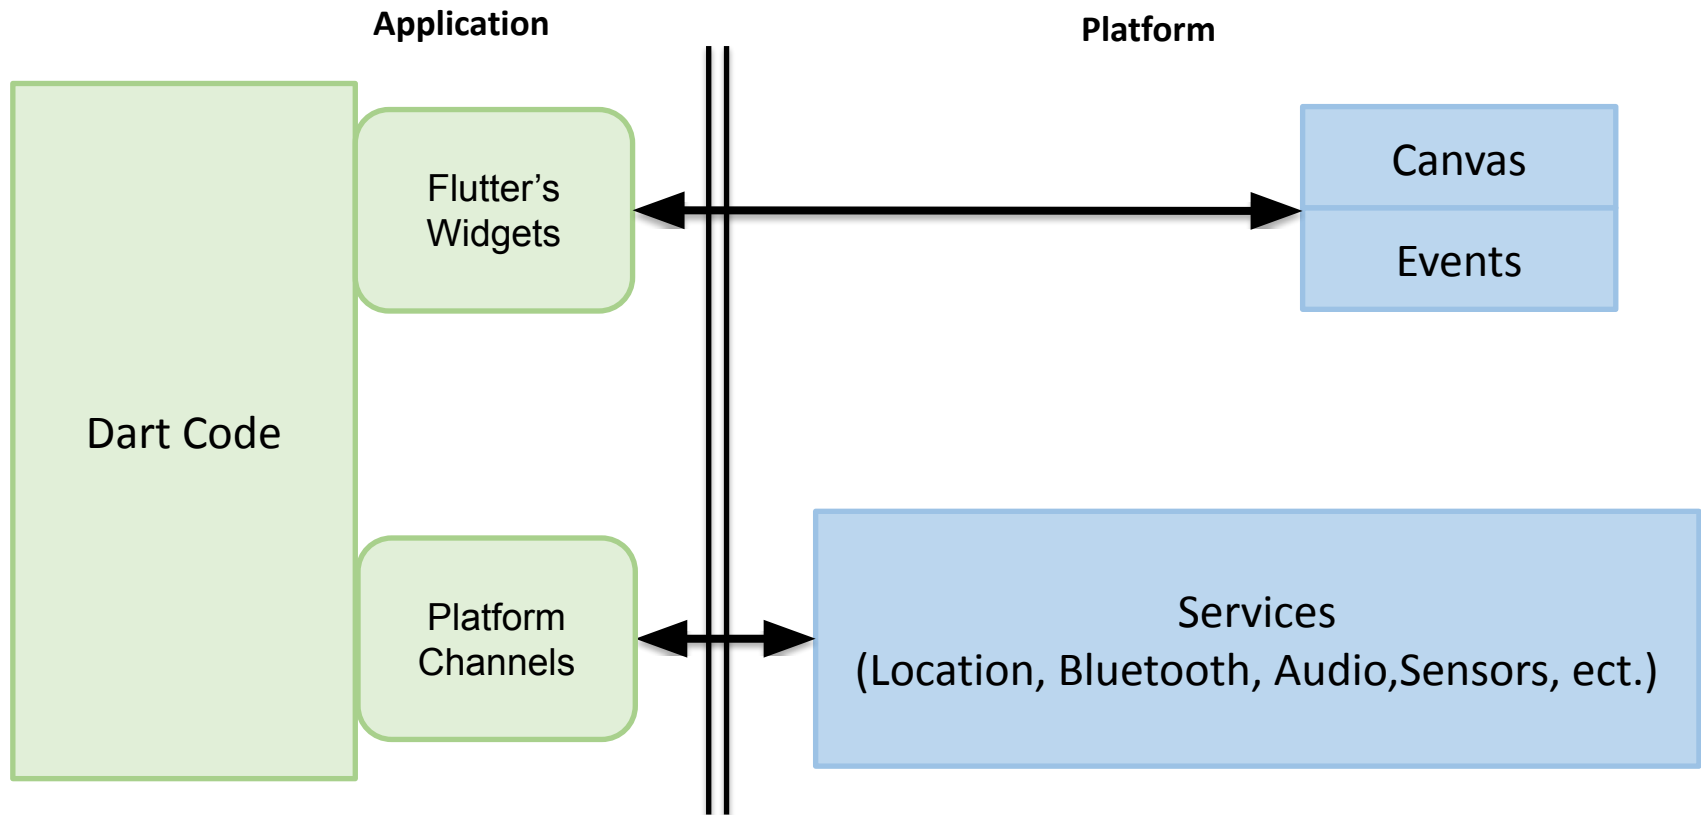 Application
Platform
Flutter’s
Widgets
Canvas
Events
Dart Code
Platform
Channels
Services
(Location, Bluetooth, Audio,Sensors, ect.)